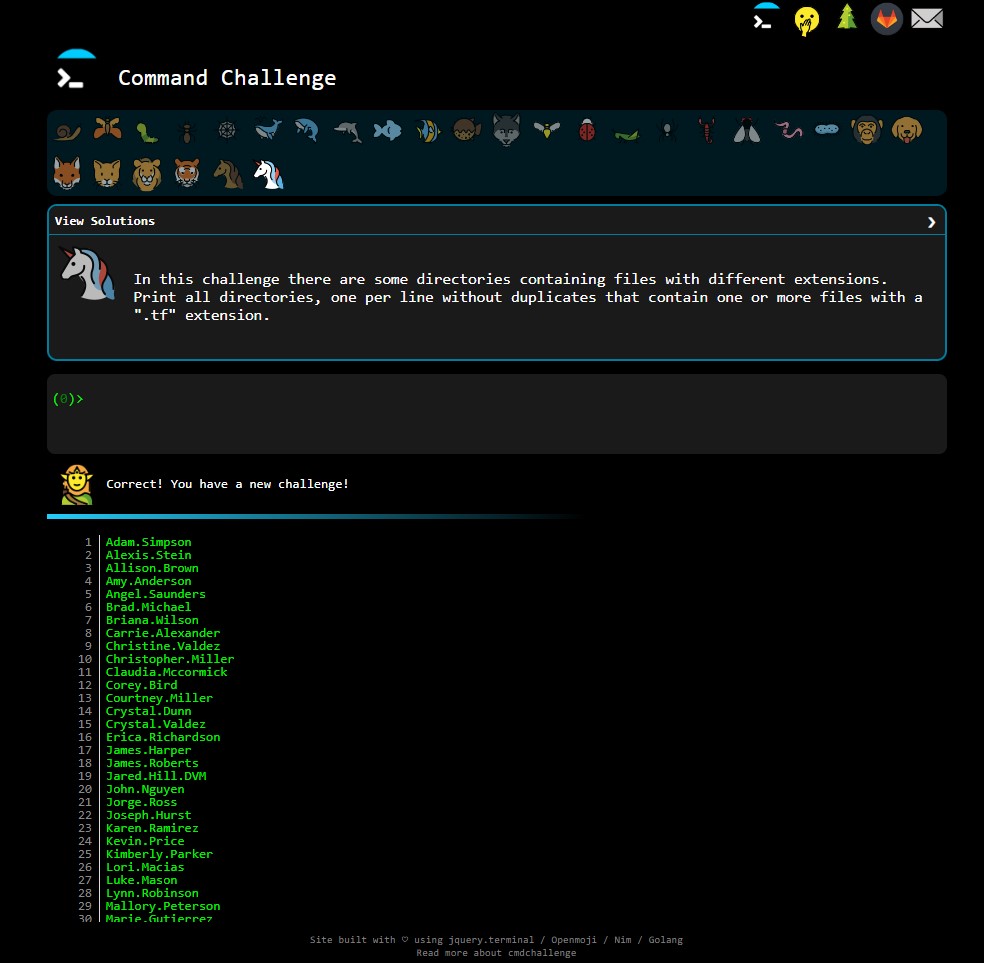 Command Challenge
View Solutions
In this challenge there are some directories containing files with different extensions.
Print all directories, one per line without duplicates that contain one or more files with a
".tf" extension.
(0)>
Correct! You have a new challenge!
1 Adam.Simpson
2 Alexis.Stein
3 Allison.Brown
4 Amy.Anderson
5 Angel.Saunders
6 Brad.Michael
7 Briana.Wilson
8 Carrie.Alexander
9 Christine.Valdez
10 Christopher.Miller
11 Claudia.Mccormick
12 Corey.Bird
13 Courtney.Miller
14 Crystal.Dunn
15 Crystal.Valdez
16 Erica.Richardson
17 James.Harper
18 James.Roberts
19 Jared.Hill.DVM
20 John.Nguyen
21 Jorge.Ross
22 Joseph.Hurst
23 Karen.Ramirez
24 Kevin.Price
25 Kimberly.Parker
26 Lori.Macias
27 Luke.Mason
28 Lynn.Robinson
29 Mallory.Peterson
30 Marie.Gutierrez
Site built with ♡ using jquery.terminal / Openmoji / Nim / Golang
Read more about cmdchallenge